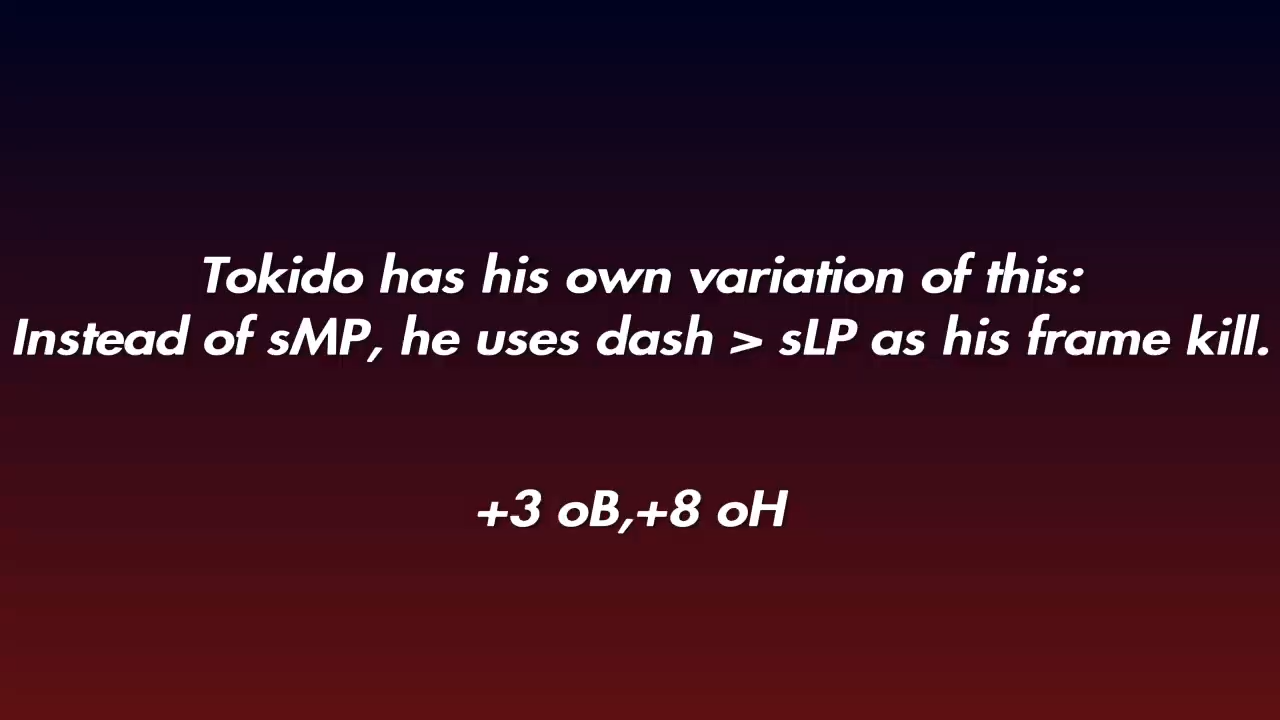 Tokido has his own variation of this:
Instead of sMP, he uses dash > sLP as his frame kill.
+3 oB,+8 oH